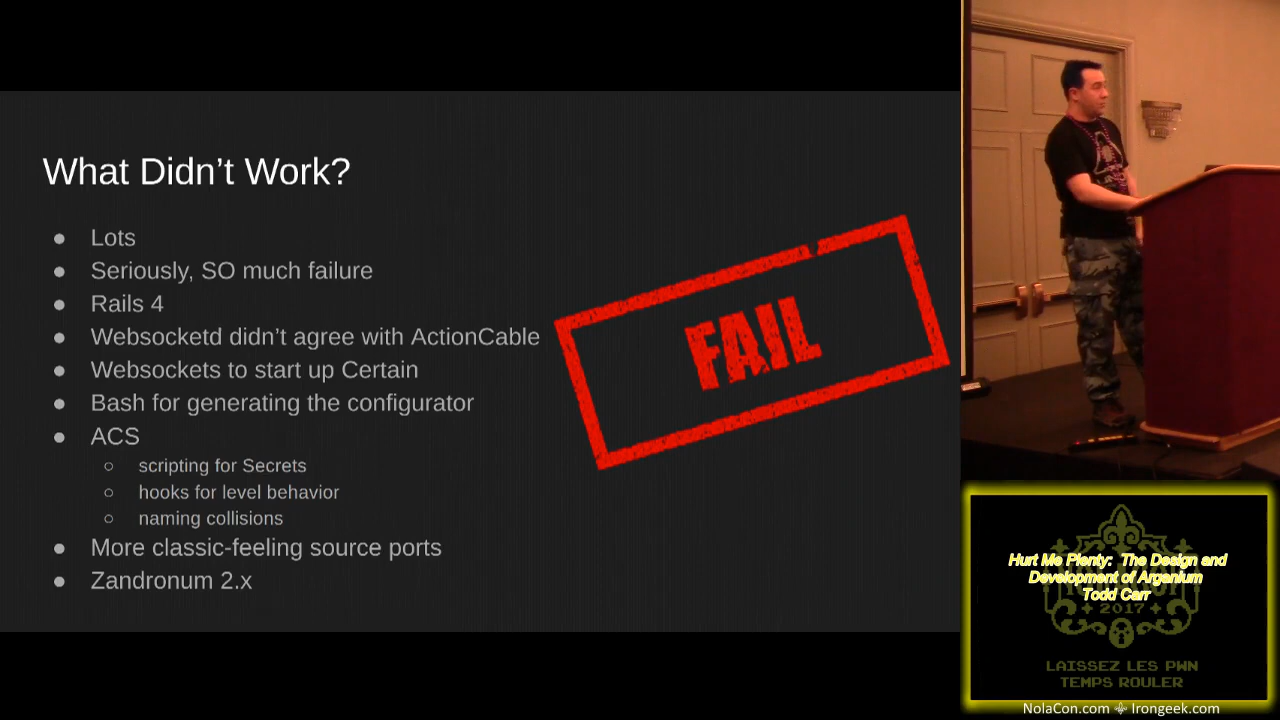 What Didn’t Work?
● Lots
● Seriously, SO much failure
● Rails 4
● Websocketd didn’t agree with ActionCable
● Websockets to start up Certain
● Bash for generating the configurator
● ACS
○ scripting for Secrets
○ hooks for level behavior
○ naming collisions
● More classic-feeling source ports
● Zandronum 2.x
FAIL
Hurt Me Plenty: The Design and
Development of Arganium
Todd Carr
2017
LAISSEZ LES PWN
TEMPS ROULER
NolaCon.com ⚜ Irongeek.com